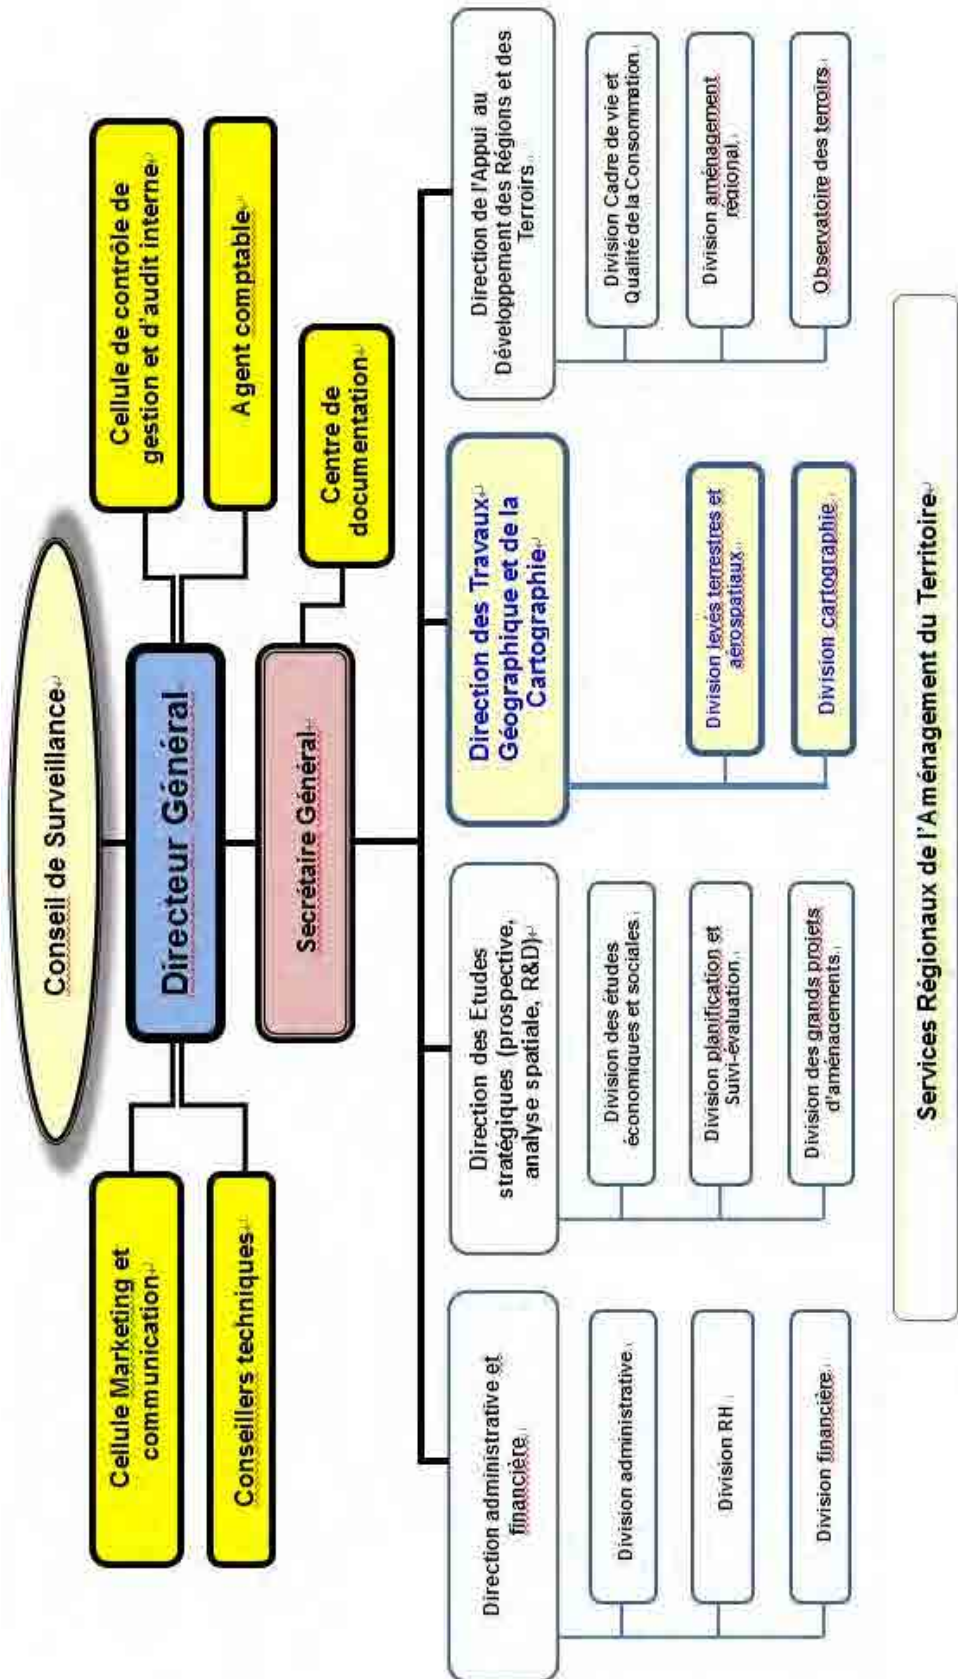 Conseil de Surveillance
Cellule Marketing et
communication
Conseillers techniques
Directeur Général
Cellule de contrôle de
gestion et d'audit interne
Agent comptable
Secrétaire Général
Centre de
documentation
Direction administrative et
financière
Division administrative
Division RH
Division financière
Direction des Etudes
stratégiques (prospective,
analyse spatiale, R&D)
Division des études
économiques et sociales
Division planification et
Suivi-évaluation
Division des grands projets
d'aménagements
Direction des Travaux
Géographique et de la
Cartographie
Division levés terrestres et
aérospatiaux
Division cartographie
Direction de l'Appui au
Développement des Régions et des
Terroirs
Division Cadre de vie et
Qualité de la Consommation
Division aménagement
régional
Observatoire des terroirs
Services Régionaux de l'Aménagement du Territoire